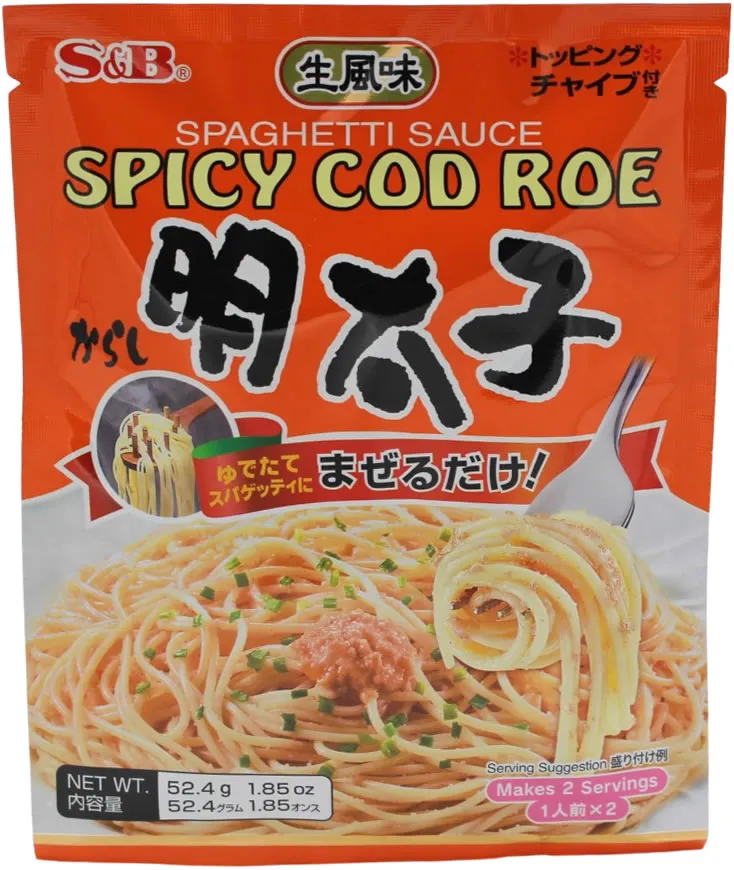 S&B®
生風味
*トッピング*
チャイブ付き
SPAGHETTI SAUCE
SPICY COD ROE
からし
明太子
ゆでたて
スパゲッティに
まぜるだけ!
Serving Suggestion 盛り付け例
Makes 2 Servings
1人前×2
NET WT. 52.4 g 1.85 oz
内容量 52.4グラム 1.85オンス